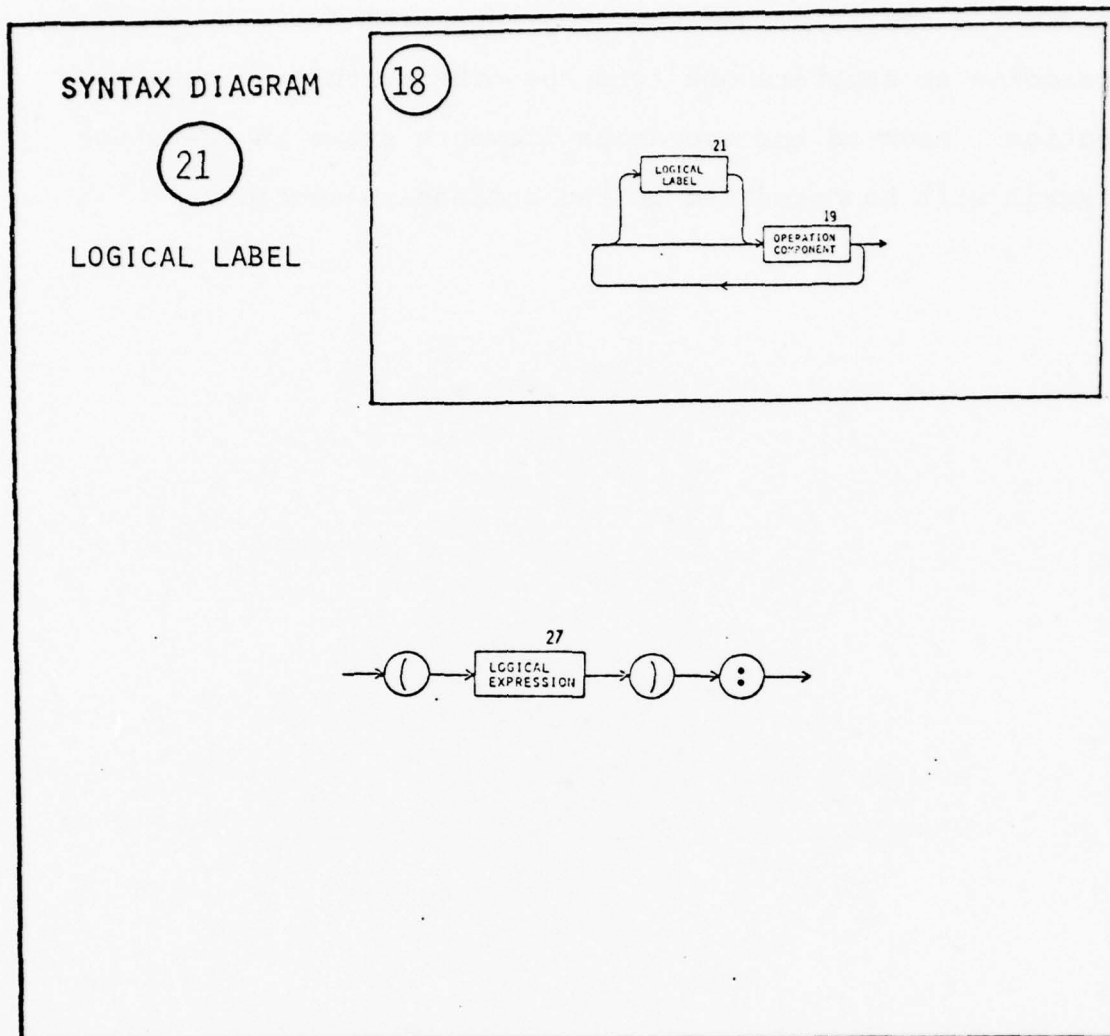 SYNTAX DIAGRAM
21
LOGICAL LABEL
18
21
LOGICAL
LABEL
19
OPERATION
COMPONENT
27
(
LOGICAL
EXPRESSION
)
: